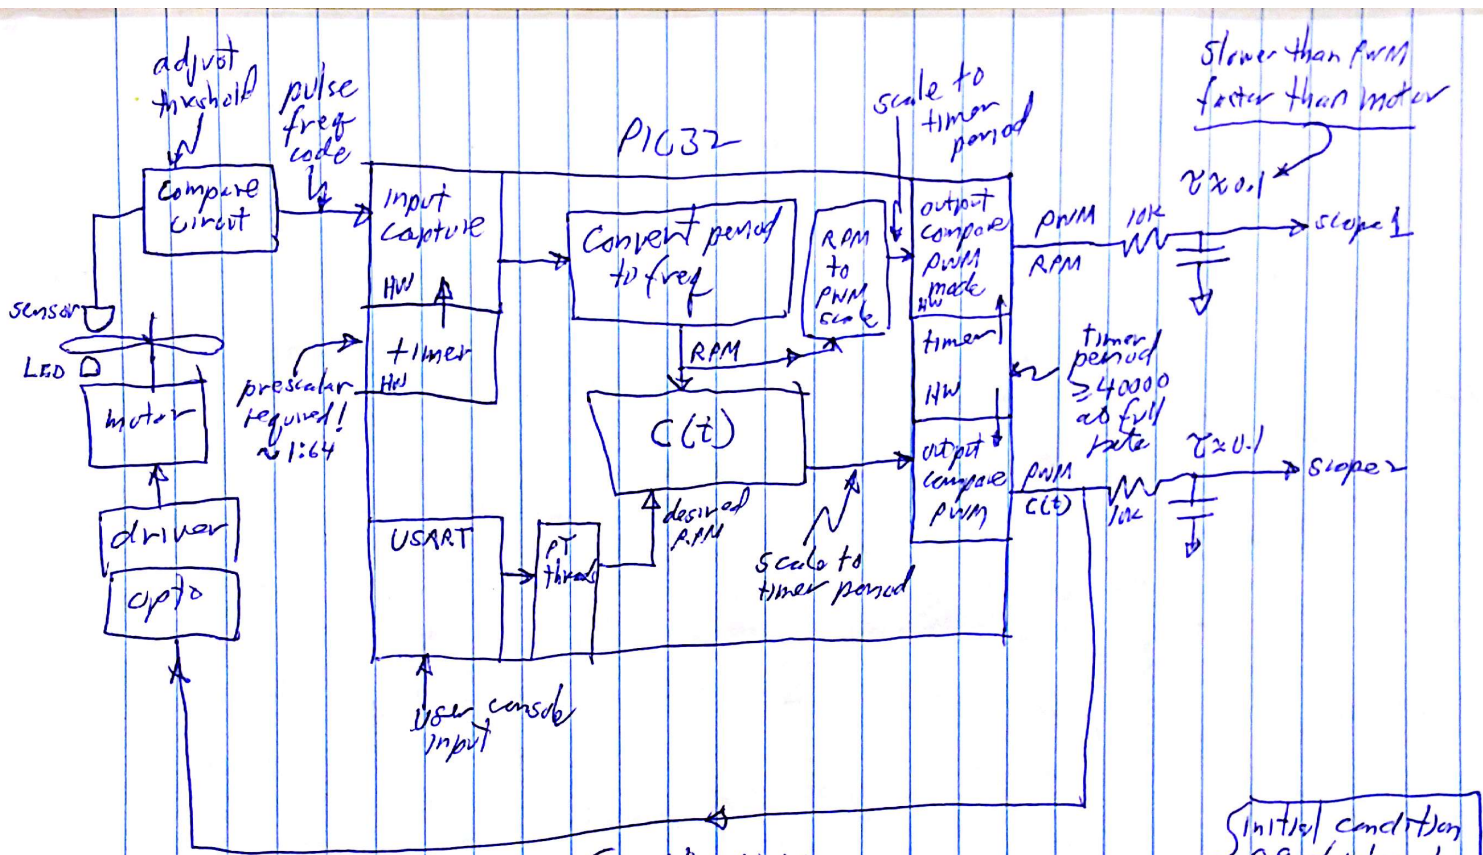 adjust
threshold
pulse
freq
code
PIC32
scale to
timer
period
slower than PWM
faster than motor
τ≈0.1
compare
circuit
input
capture
HW
convert period
to freq
RPM
to
PWM
scale
output
compare
PWM
mode
HW
PWM
RPM
10K
scope 1
sensor
LED
motor
prescalar
required!
≈1:64
timer
HW
RPM
C(t)
timer
HW
timer
period
≥40000
at full
rate
τ≈0.1
output
compare
PWM
PWM
C(t)
10K
scope 2
driver
opto
USART
PT
thread
desired
RPM
scale to
timer period
user console
input
initial condition